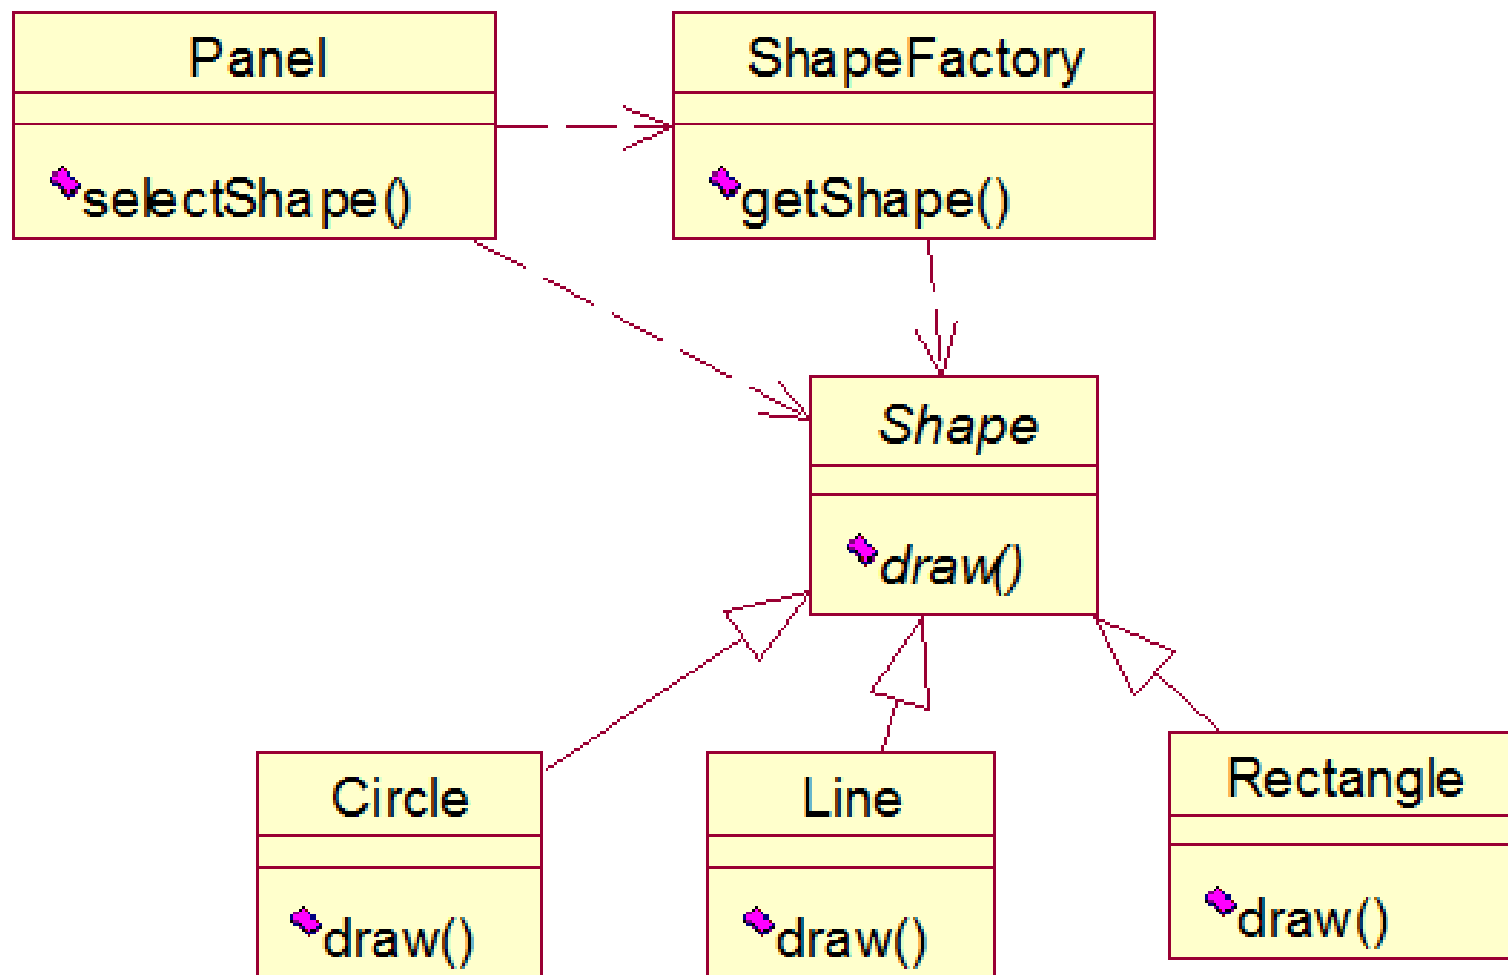 Panel
selectShape()
ShapeFactory
getShape()
Shape
draw()
Circle
draw()
Line
draw()
Rectangle
draw()